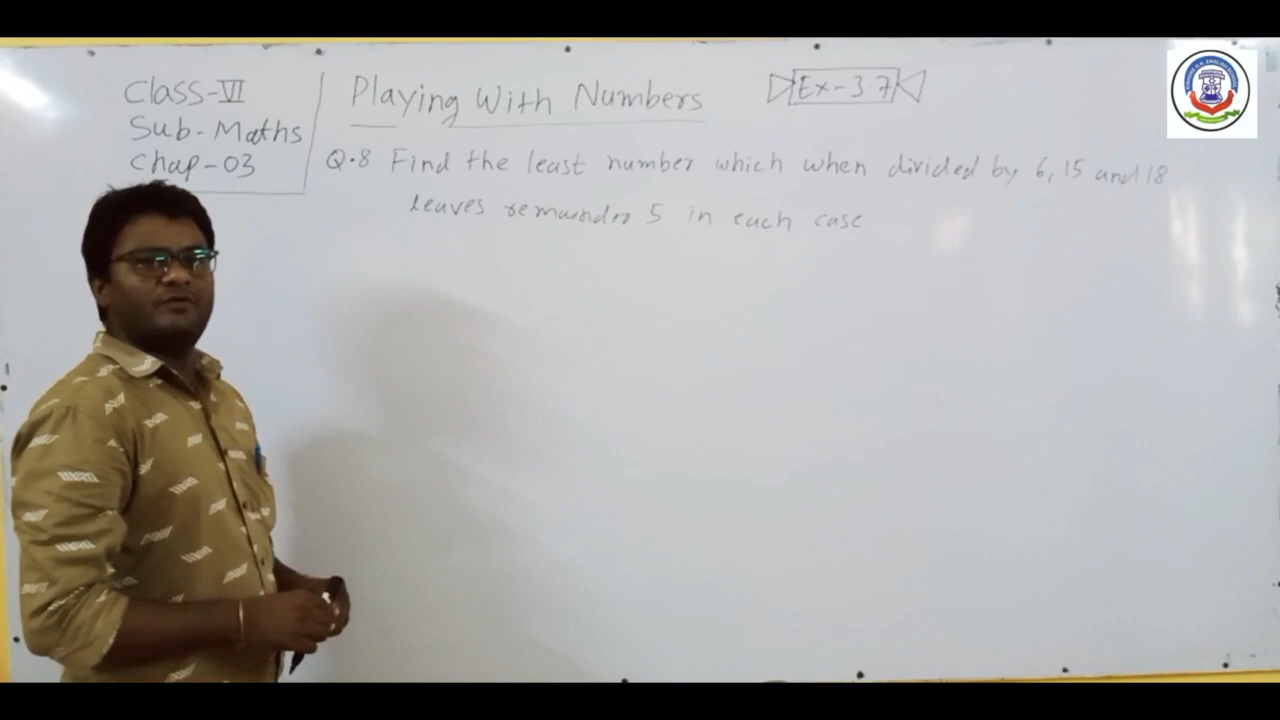 Class-VI
Sub-Maths
Chap-03
Playing With Numbers
Ex-3.7
Q.8 Find the least number which when divided by 6, 15 and 18
leaves remainder 5 in each case